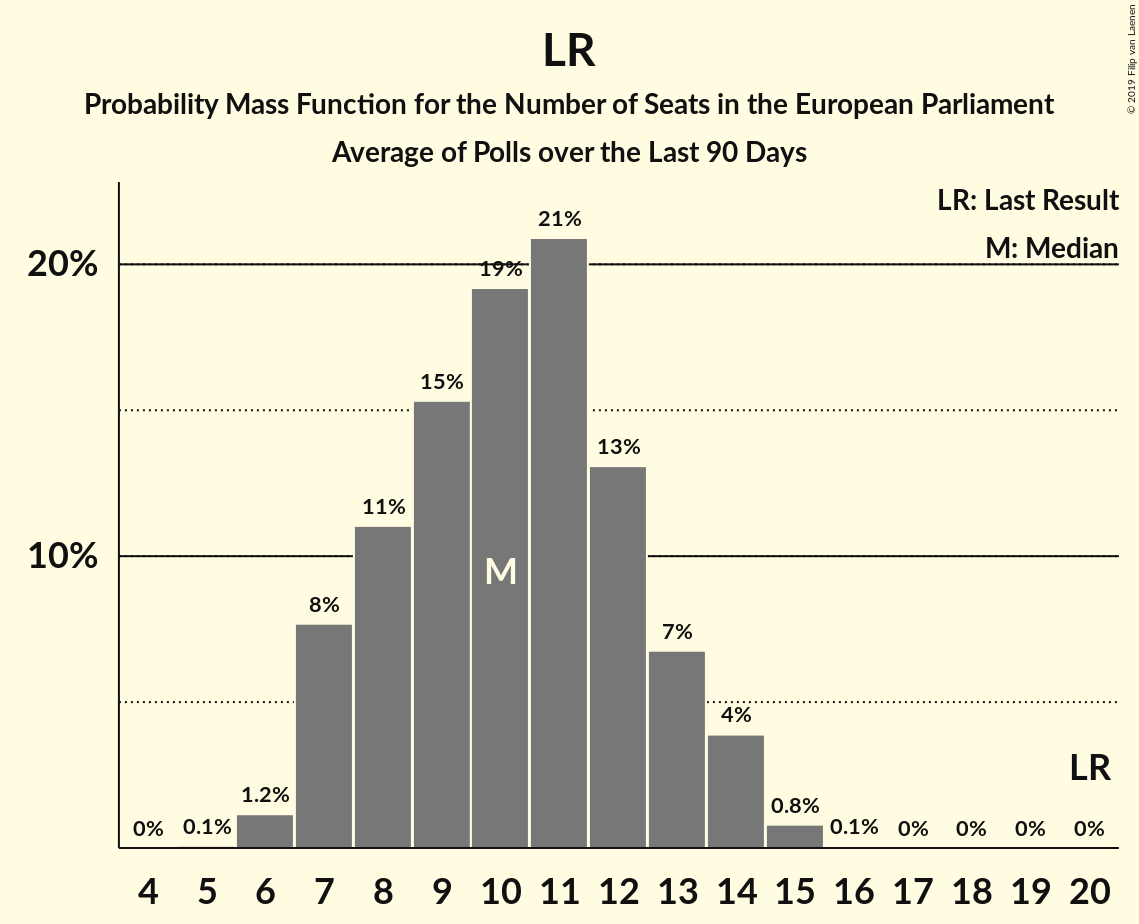 LR
Probability Mass Function for the Number of Seats in the European Parliament
Average of Polls over the Last 90 Days
© 2019 Filip van Laenen
LR: Last Result
M: Median
21%
20%
19%
15%
13%
11%
10%
M
8%
7%
4%
LR
1.2%
0.8%
0%
0.1%
0.1%
0%
0%
0%
0%
4 5 6 7 8 9 10 11 12 13 14 15 16 17 18 19 20